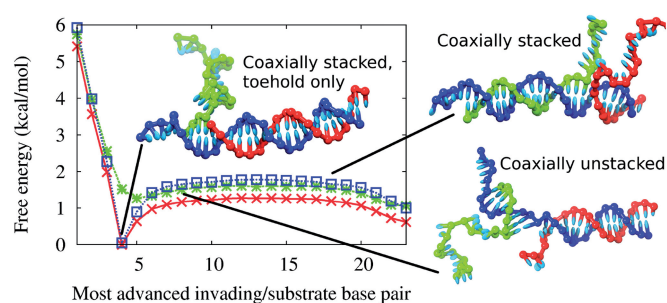 Free energy (kcal/mol)
6
5
4
3
2
1
0
5
10
15
20
Most advanced invading/substrate base pair
Coaxially stacked,
toehold only
Coaxially stacked
Coaxially unstacked